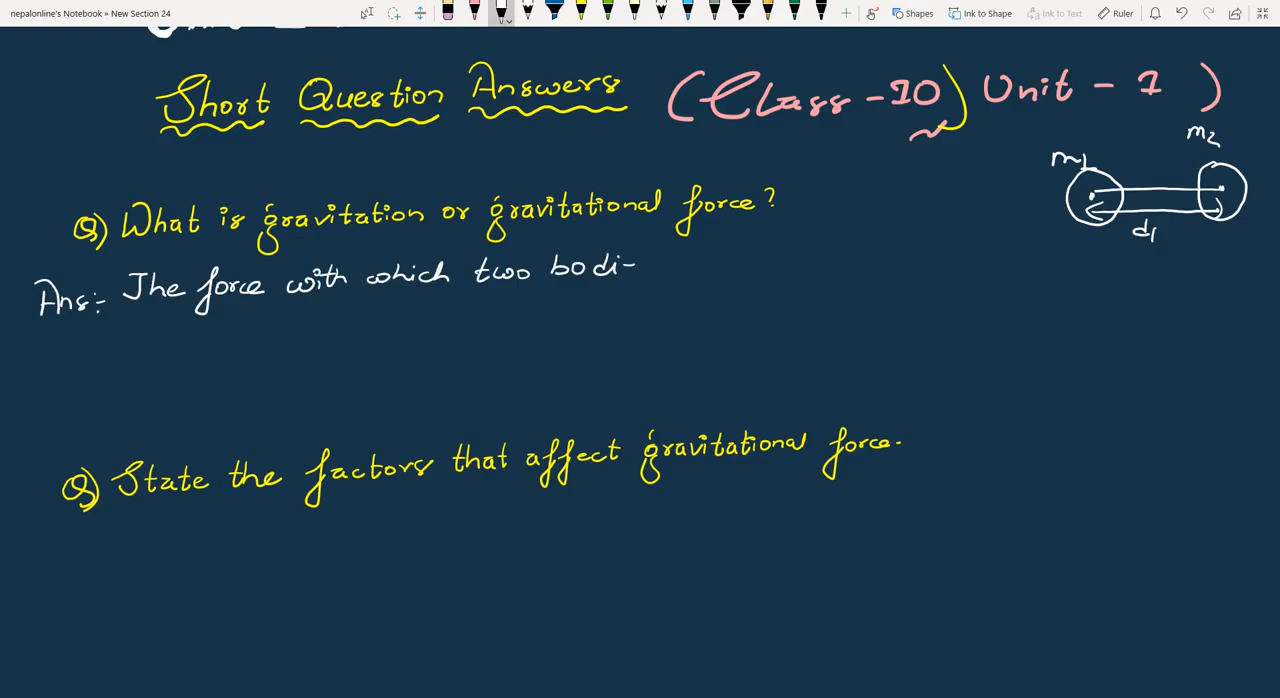 nepalonline's Notebook » New Section 24
Shapes Ink to Shape Ink to Text Ruler
Short Question Answers (Class - 10) Unit - 1 )
m1 m2
d1
Q) What is gravitation or gravitational force?
Ans:- The force with which two bodi-
Q) State the factors that affect gravitational force.